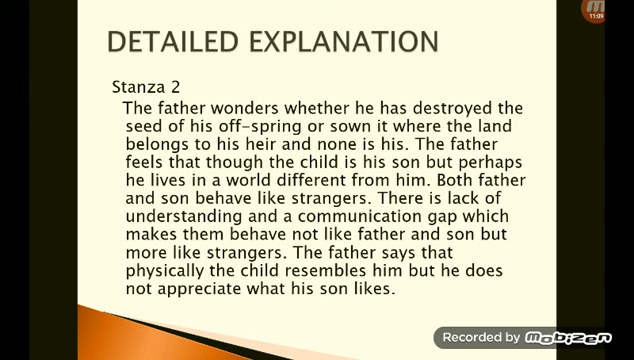 11:09
DETAILED EXPLANATION
Stanza 2
The father wonders whether he has destroyed the
seed of his off-spring or sown it where the land
belongs to his heir and none is his. The father
feels that though the child is his son but perhaps
he lives in a world different from him. Both father
and son behave like strangers. There is lack of
understanding and a communication gap which
makes them behave not like father and son but
more like strangers. The father says that
physically the child resembles him but he does
not appreciate what his son likes.
Recorded by Mobizen